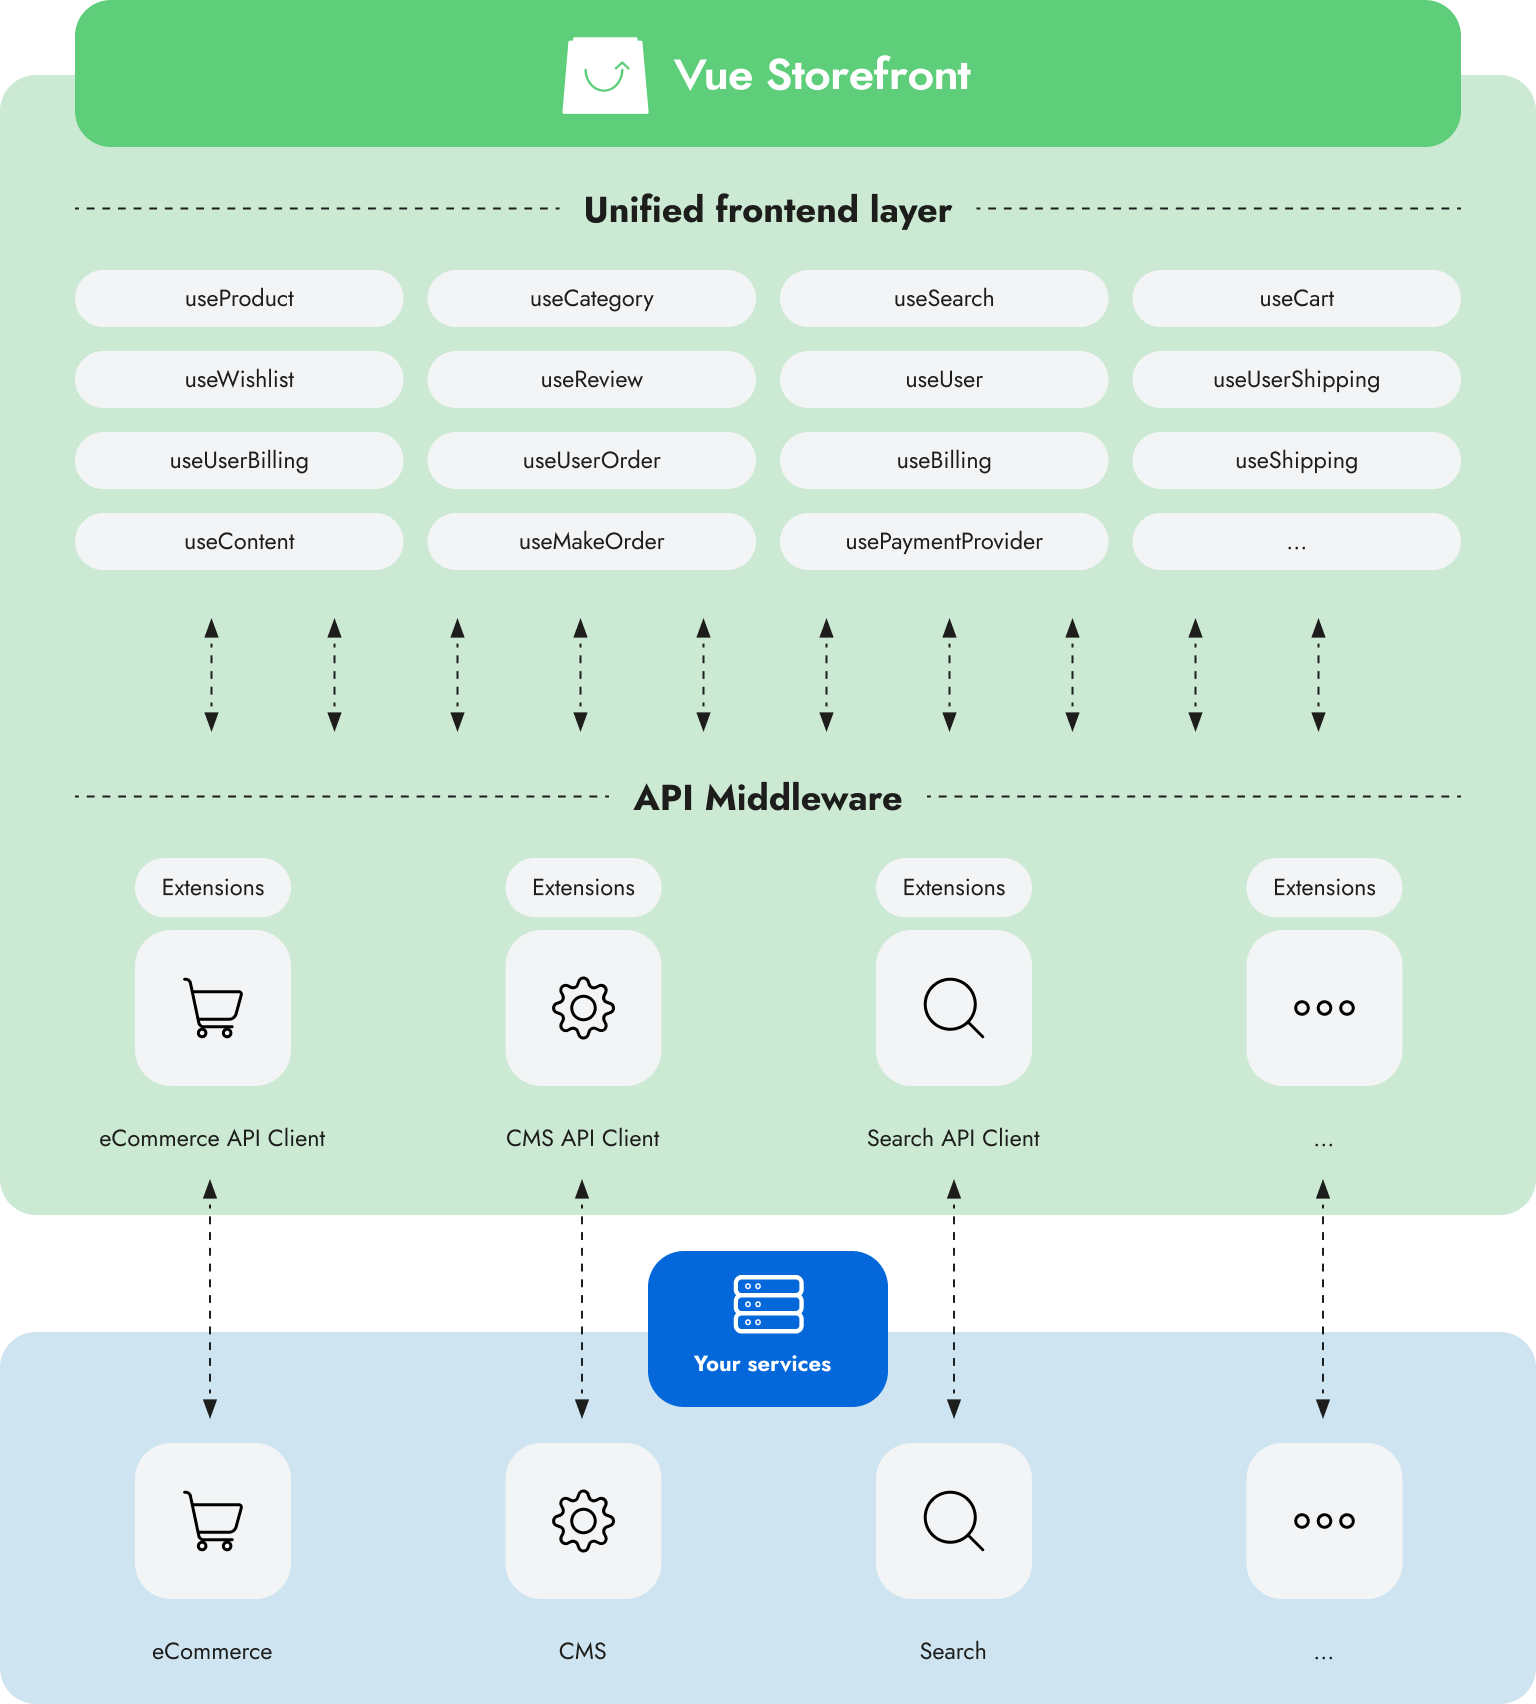 Vue Storefront
Unified frontend layer
useProduct
useCategory
useSearch
useCart
useWishlist
useReview
useUser
useUserShipping
useUserBilling
useUserOrder
useBilling
useShipping
useContent
useMakeOrder
usePaymentProvider
...
API Middleware
Extensions
Extensions
Extensions
Extensions
eCommerce API Client
CMS API Client
Search API Client
...
Your services
eCommerce
CMS
Search
...